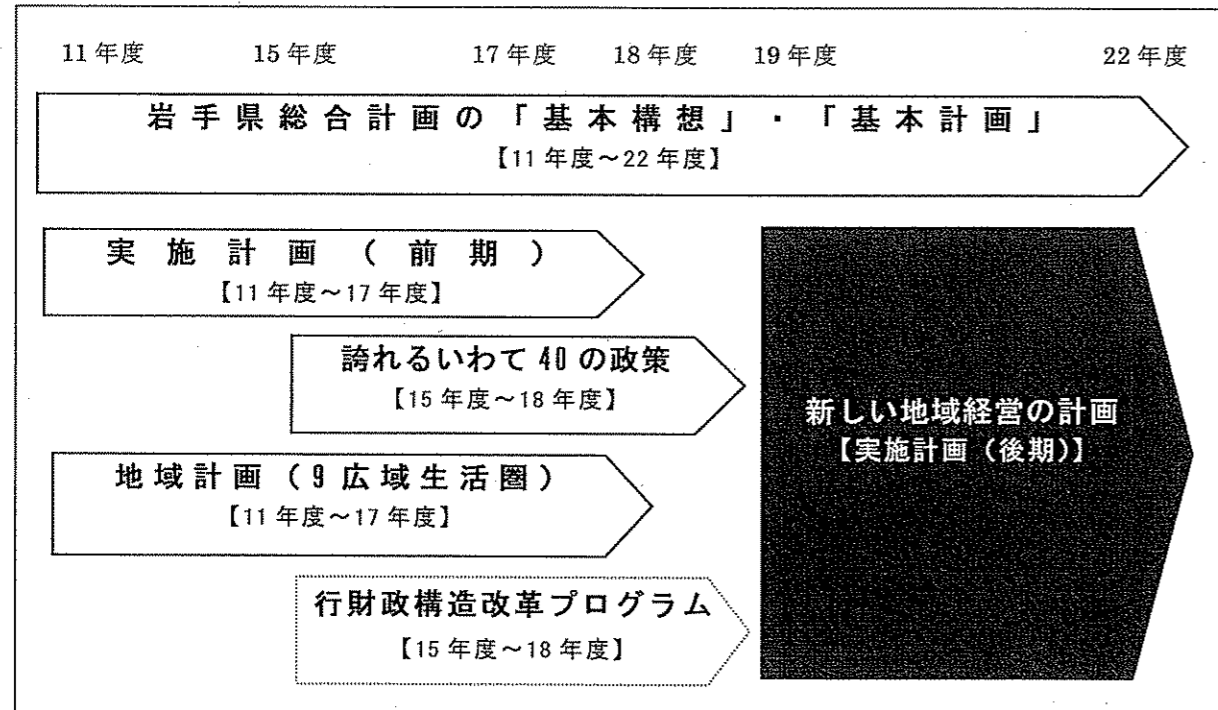 11年度 15年度 17年度 18年度 19年度 22年度
岩手県総合計画の「基本構想」・「基本計画」
【11年度～22年度】
実施計画（前期）
【11年度～17年度】
誇れるいわて40の政策
【15年度～18年度】
地域計画（9広域生活圏）
【11年度～17年度】
行財政構造改革プログラム
【15年度～18年度】
新しい地域経営の計画
【実施計画（後期）】